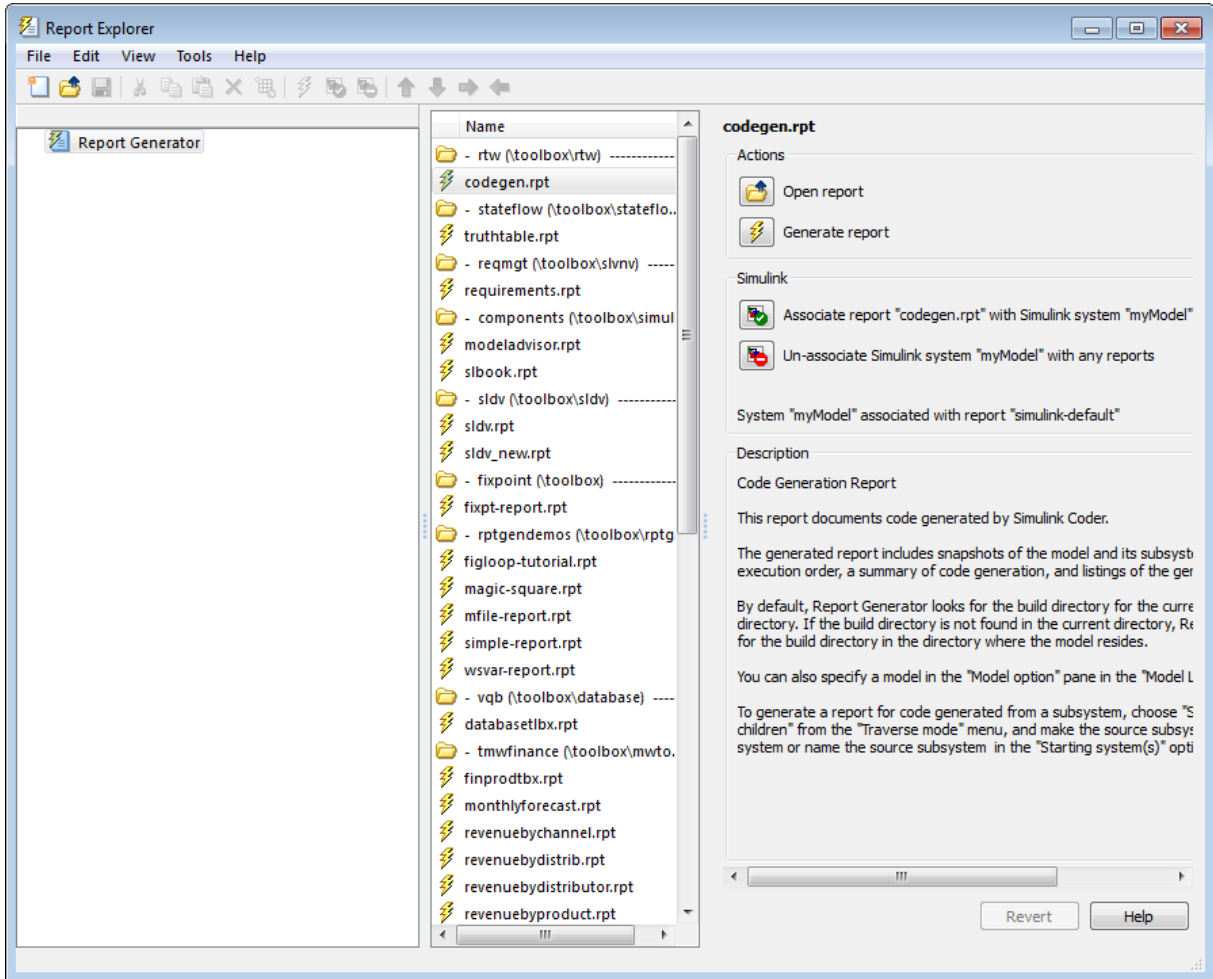 Report Explorer
File Edit View Tools Help
Report Generator
Name
- rtw (\toolbox\rtw) ------------
codegen.rpt
- stateflow (\toolbox\stateflo...
truthtable.rpt
- reqmgt (\toolbox\slvnv) -----
requirements.rpt
- components (\toolbox\simul
modeladvisor.rpt
slbook.rpt
- sldv (\toolbox\sldv) -----------
sldv.rpt
sldv_new.rpt
- fixpoint (\toolbox) ------------
fixpt-report.rpt
- rptgendemos (\toolbox\rptg
figloop-tutorial.rpt
magic-square.rpt
mfile-report.rpt
simple-report.rpt
wsvar-report.rpt
- vqb (\toolbox\database) ----
databasetlbx.rpt
- tmwfinance (\toolbox\mwto.
finprodtbx.rpt
monthlyforecast.rpt
revenuebychannel.rpt
revenuebydistrib.rpt
revenuebydistributor.rpt
revenuebyproduct.rpt
codegen.rpt
Actions
Open report
Generate report
Simulink
Associate report "codegen.rpt" with Simulink system "myModel"
Un-associate Simulink system "myModel" with any reports
System "myModel" associated with report "simulink-default"
Description
Code Generation Report
This report documents code generated by Simulink Coder.
The generated report includes snapshots of the model and its subsyste
execution order, a summary of code generation, and listings of the ger
By default, Report Generator looks for the build directory for the curre
directory. If the build directory is not found in the current directory, Re
for the build directory in the directory where the model resides.
You can also specify a model in the "Model option" pane in the "Model L
To generate a report for code generated from a subsystem, choose "S
children" from the "Traverse mode" menu, and make the source subsys
system or name the source subsystem in the "Starting system(s)" opti
Revert Help